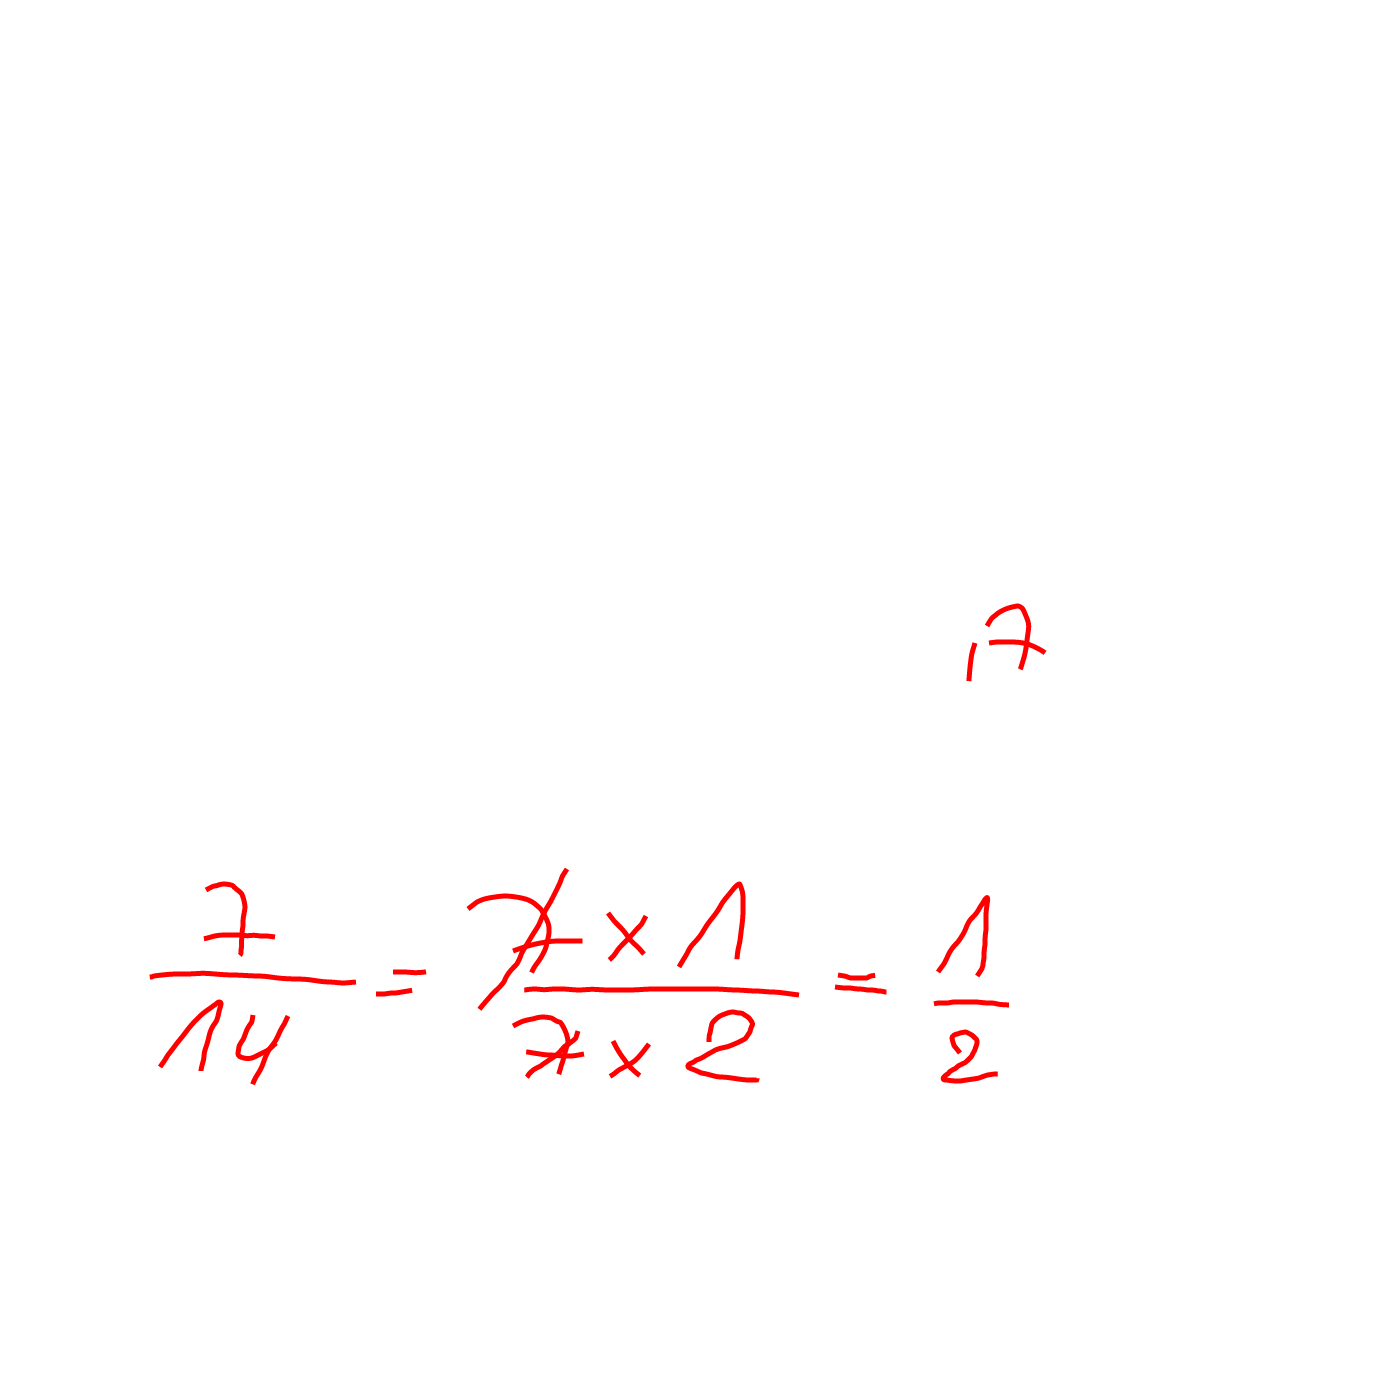 17
7/14 = 7 x 1 / 7 x 2 = 1/2